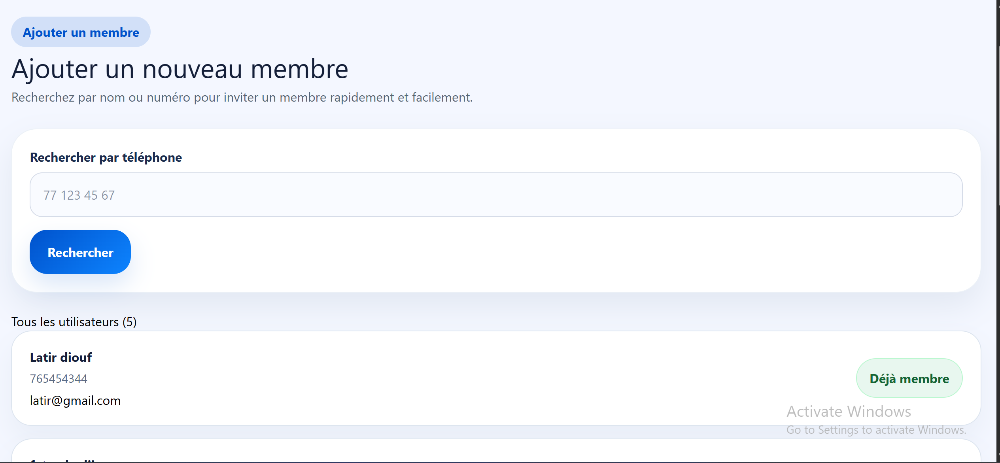 Ajouter un membre
Ajouter un nouveau membre
Recherchez par nom ou numéro pour inviter un membre rapidement et facilement.
Rechercher par téléphone
77 123 45 67
Rechercher
Tous les utilisateurs (5)
Latir diouf
765454344
latir@gmail.com
Déjà membre
Activate Windows
Go to Settings to activate Windows.